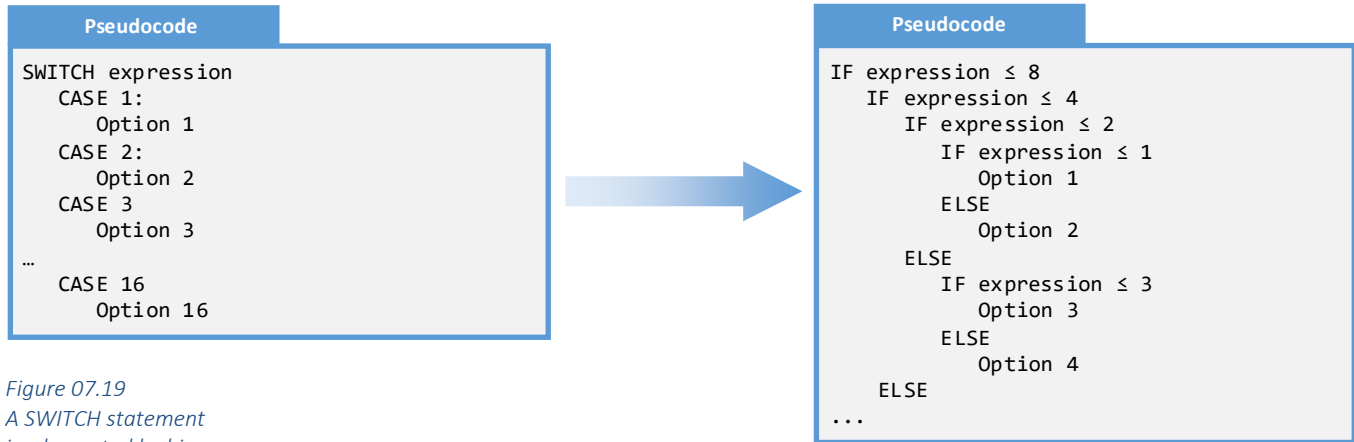 Pseudocode
SWITCH expression
CASE 1:
Option 1
CASE 2:
Option 2
CASE 3
Option 3
…
CASE 16
Option 16
Figure 07.19
A SWITCH statement
Pseudocode
IF expression ≤ 8
IF expression ≤ 4
IF expression ≤ 2
IF expression ≤ 1
Option 1
ELSE
Option 2
ELSE
IF expression ≤ 3
Option 3
ELSE
Option 4
ELSE
...